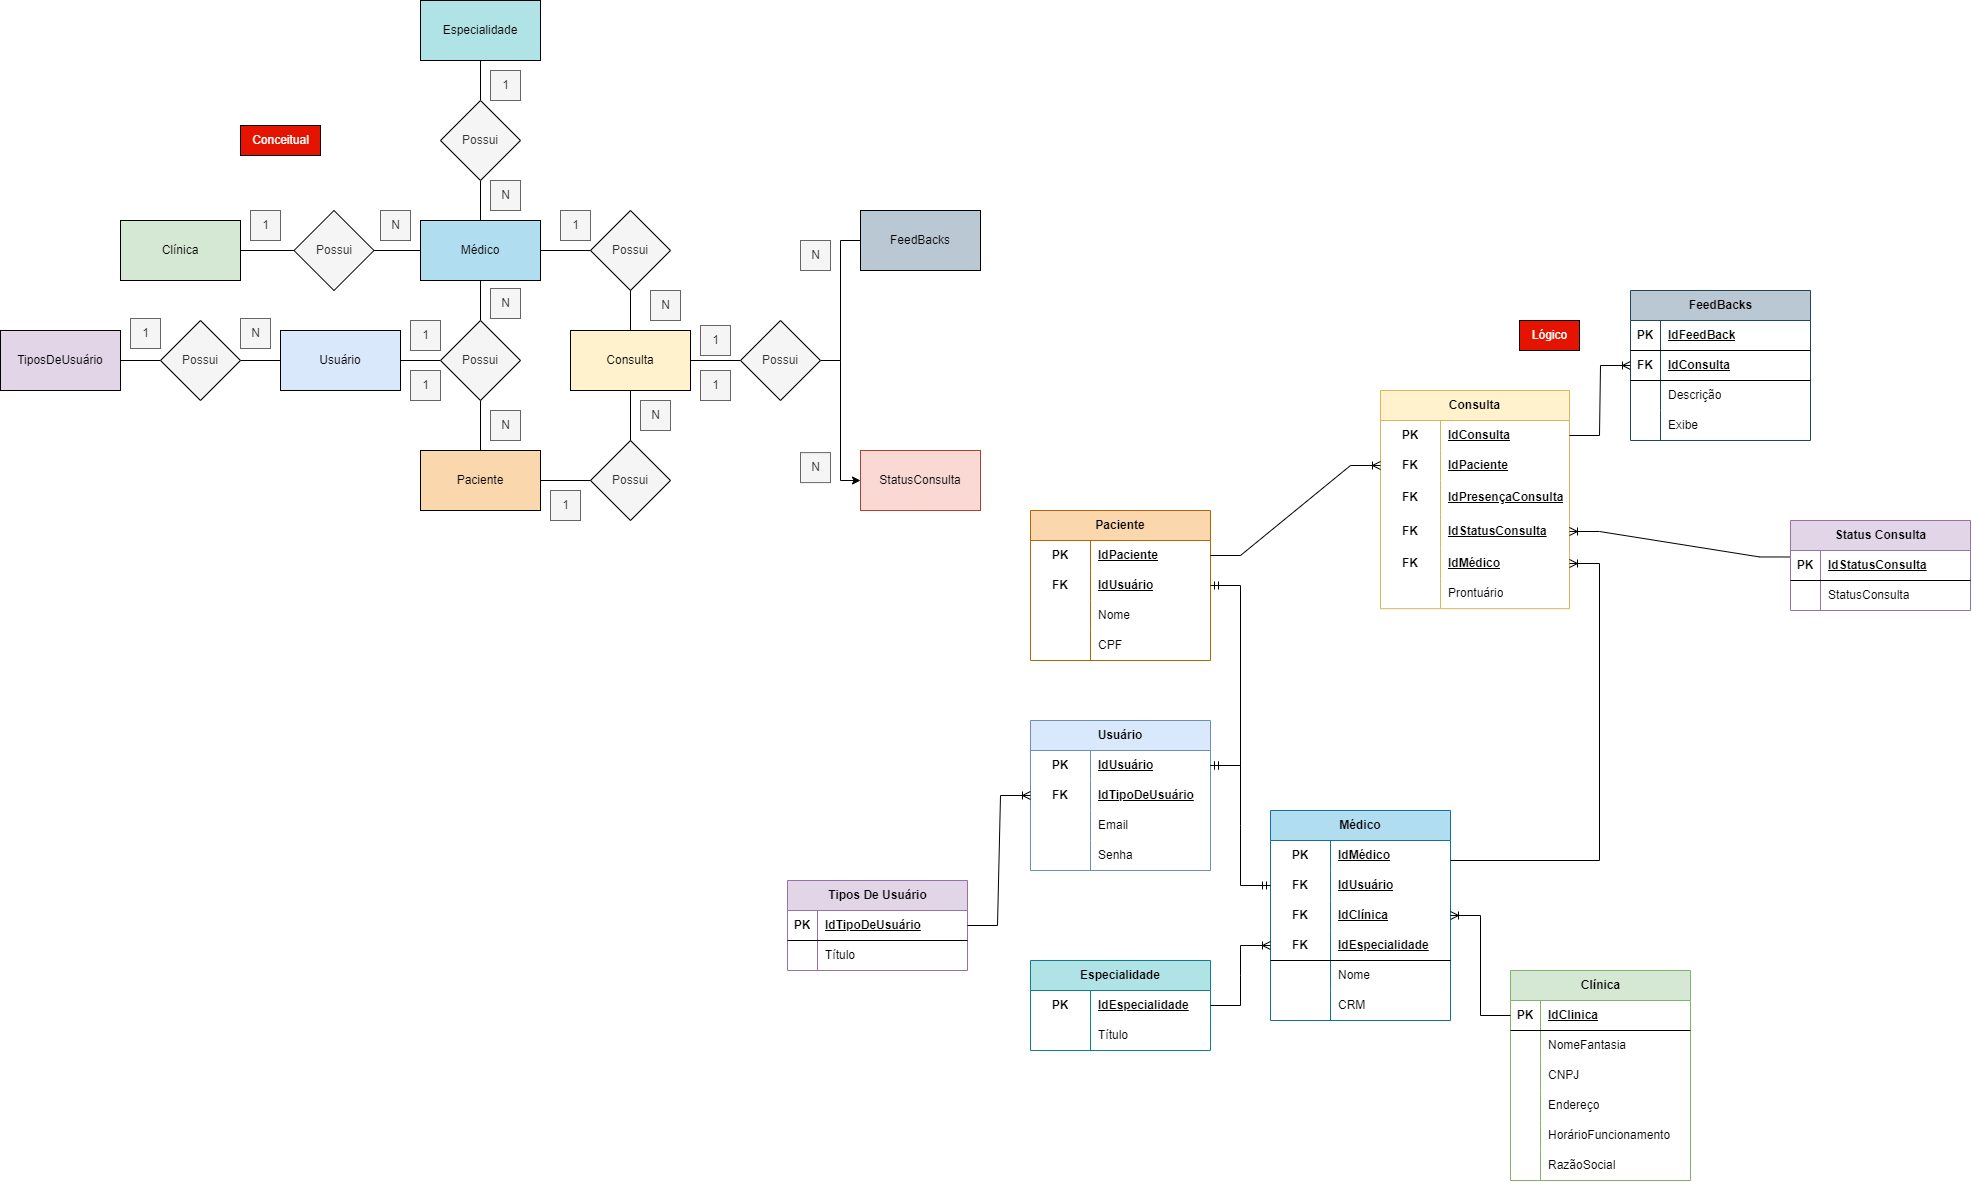 Especialidade
1
Possui
N
Conceitual
Clínica
1
Possui
N
Médico
1
Possui
N
FeedBacks
TiposDeUsuário
1
Possui
N
Usuário
1
1
N
Possui
N
Consulta
N
1
1
Possui
N
N
Paciente
1
Possui
StatusConsulta
Lógico
FeedBacks
PK IdFeedBack
FK IdConsulta
Descrição
Exibe
Consulta
PK IdConsulta
FK IdPaciente
FK IdPresençaConsulta
FK IdStatusConsulta
FK IdMédico
Prontuário
Status Consulta
PK IdStatusConsulta
StatusConsulta
Paciente
PK IdPaciente
FK IdUsuário
Nome
CPF
Usuário
PK IdUsuário
FK IdTipoDeUsuário
Email
Senha
Tipos De Usuário
PK IdTipoDeUsuário
Título
Especialidade
PK IdEspecialidade
Título
Médico
PK IdMédico
FK IdUsuário
FK IdClínica
FK IdEspecialidade
Nome
CRM
Clínica
PK IdClinica
NomeFantasia
CNPJ
Endereço
HorárioFuncionamento
RazãoSocial